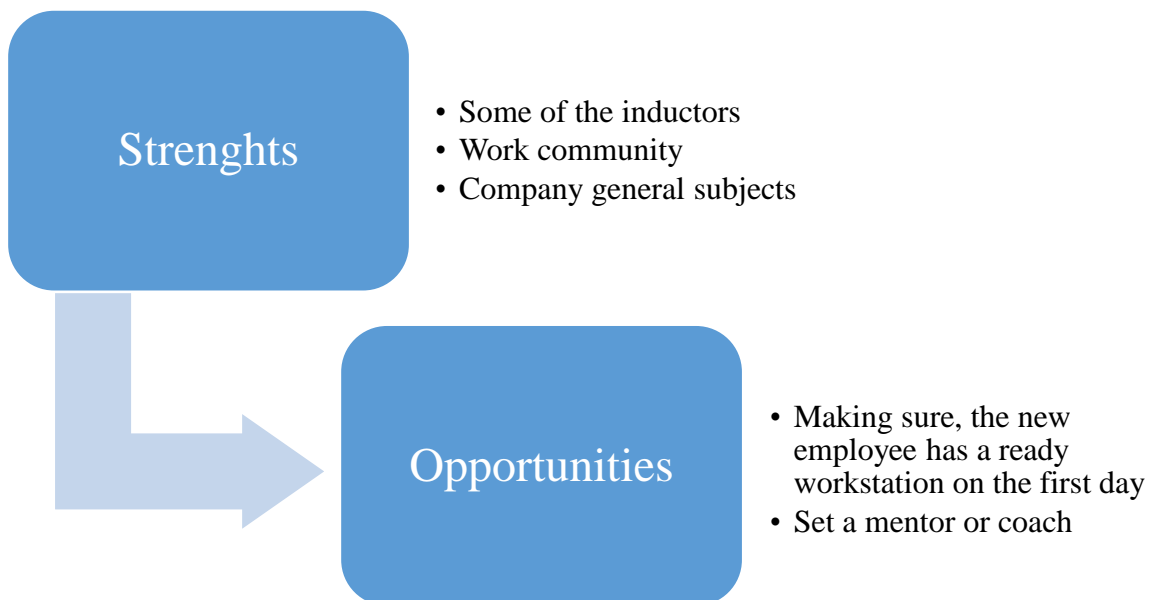 Strenghts
• Some of the inductors
• Work community
• Company general subjects
Opportunities
• Making sure, the new
employee has a ready
workstation on the first day
• Set a mentor or coach